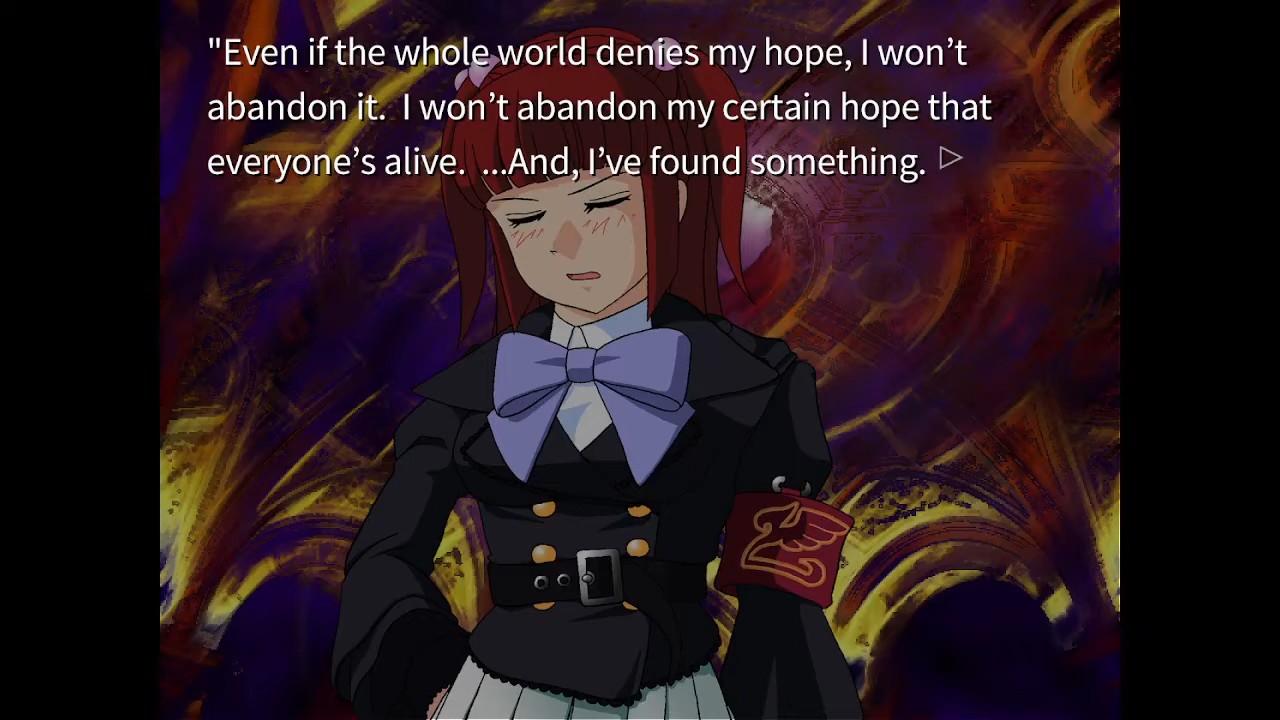 "Even if the whole world denies my hope, I won’t
abandon it.  I won’t abandon my certain hope that
everyone’s alive.  ...And, I’ve found something.